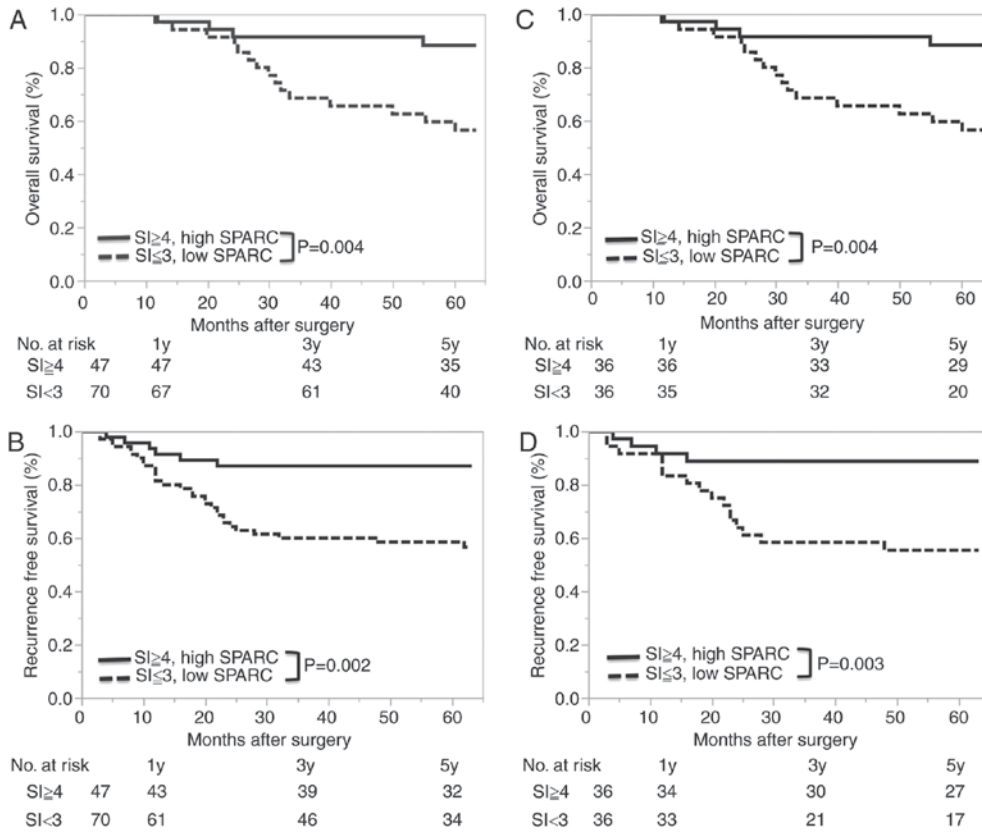 A
Overall survival (%)
1.0
0.8
0.6
0.4
0.2
0.0
SI≧4, high SPARC
SI≦3, low SPARC
P=0.004
0 10 20 30 40 50 60
Months after surgery
No. at risk 1y 3y 5y
SI≧4 47 47 43 35
SI<3 70 67 61 40
C
Overall survival (%)
1.0
0.8
0.6
0.4
0.2
0.0
SI≧4, high SPARC
SI≦3, low SPARC
P=0.004
0 10 20 30 40 50 60
Months after surgery
No. at risk 1y 3y 5y
SI≧4 36 36 33 29
SI<3 36 35 32 20
B
Recurrence free survival (%)
1.0
0.8
0.6
0.4
0.2
0.0
SI≧4, high SPARC
SI≦3, low SPARC
P=0.002
0 10 20 30 40 50 60
Months after surgery
No. at risk 1y 3y 5y
SI≧4 47 43 39 32
SI<3 70 61 46 34
D
Recurrence free survival (%)
1.0
0.8
0.6
0.4
0.2
0.0
SI≧4, high SPARC
SI≦3, low SPARC
P=0.003
0 10 20 30 40 50 60
Months after surgery
No. at risk 1y 3y 5y
SI≧4 36 34 30 27
SI<3 36 33 21 17